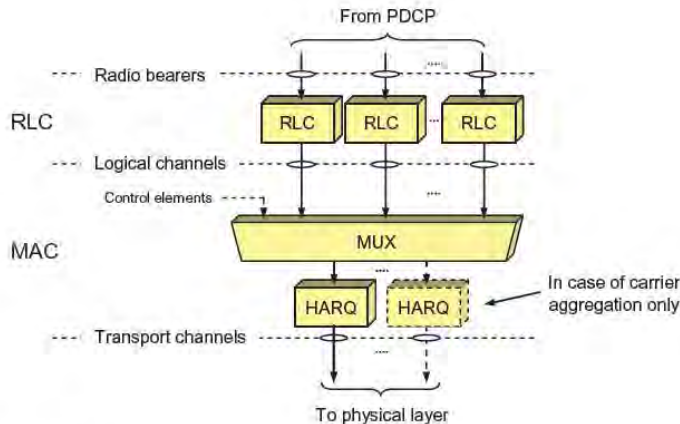 From PDCP
Radio bearers
.....
RLC
RLC
RLC
...
RLC
Logical channels
Control elements
....
MAC
MUX
....
HARQ
HARQ
In case of carrier
aggregation only
Transport channels
....
To physical layer